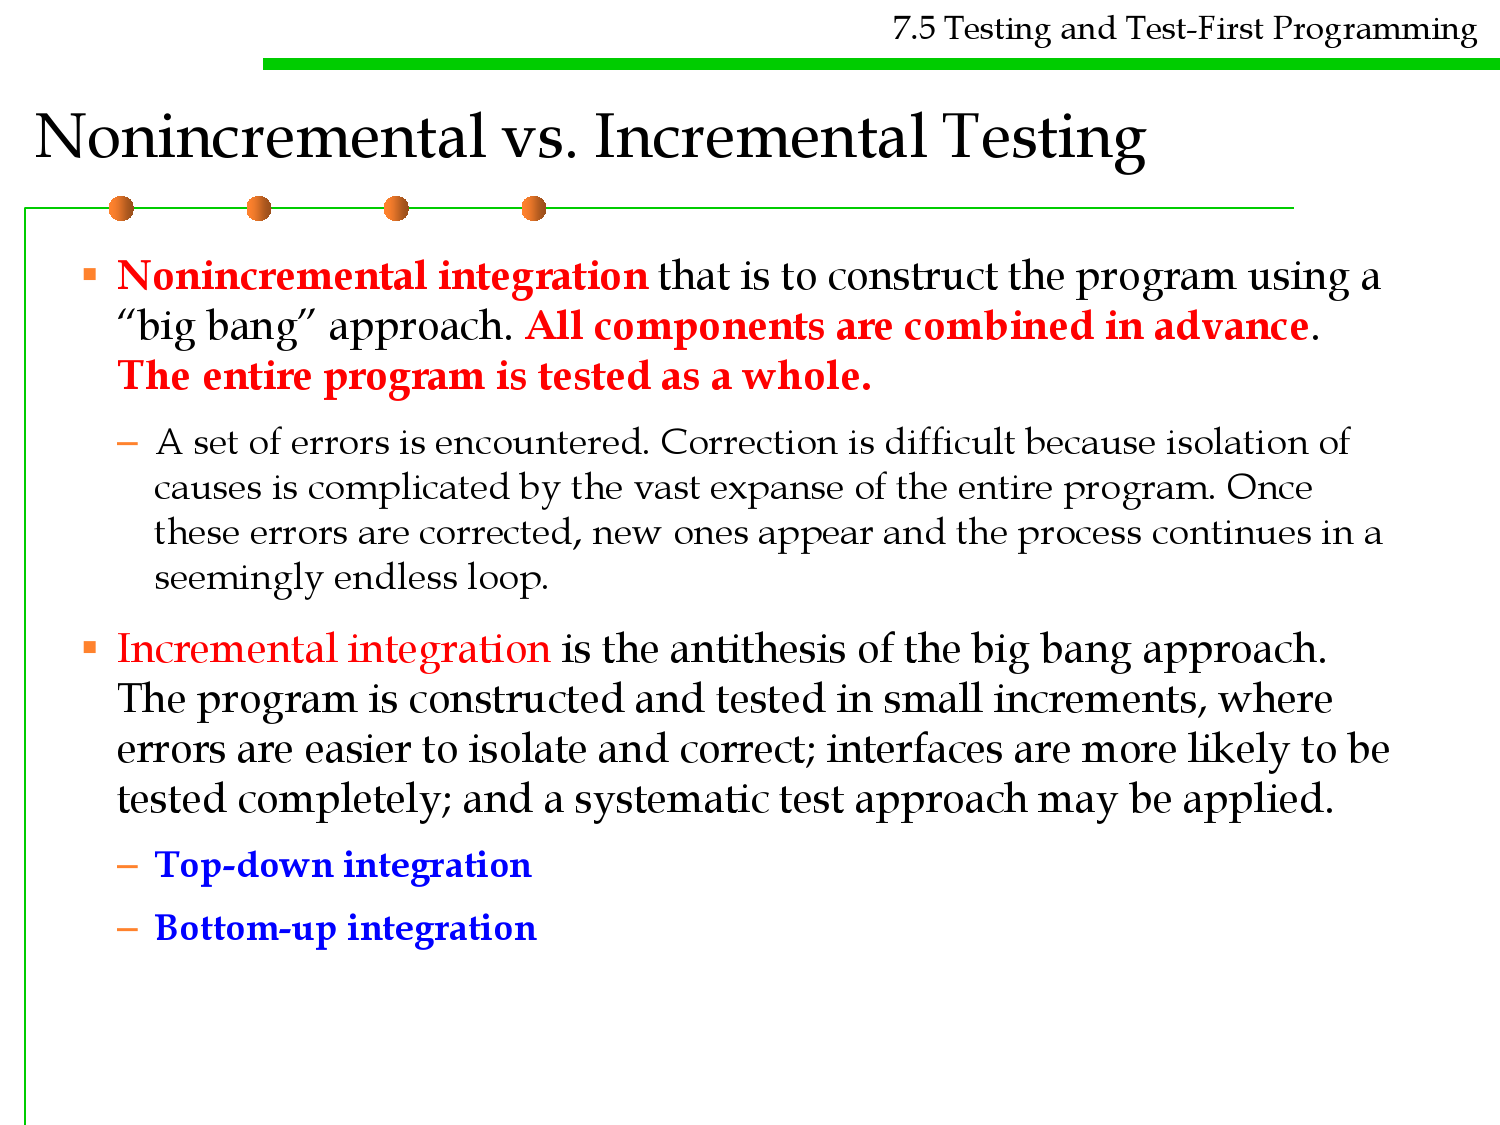 7.5 Testing and Test-First Programming
Nonincremental vs. Incremental Testing
▪ Nonincremental integration that is to construct the program using a
“big bang” approach. All components are combined in advance.
The entire program is tested as a whole.
– A set of errors is encountered. Correction is difficult because isolation of
causes is complicated by the vast expanse of the entire program. Once
these errors are corrected, new ones appear and the process continues in a
seemingly endless loop.
▪ Incremental integration is the antithesis of the big bang approach.
The program is constructed and tested in small increments, where
errors are easier to isolate and correct; interfaces are more likely to be
tested completely; and a systematic test approach may be applied.
– Top-down integration
– Bottom-up integration